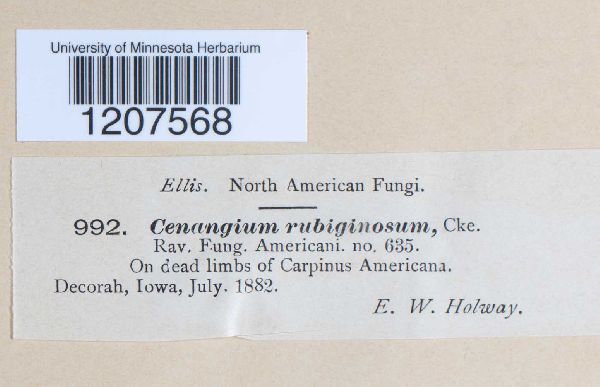 University of Minnesota Herbarium
1207568
Ellis. North American Fungi.
992. Cenangium rubiginosum, Cke.
Rav. Fung. Americani. no. 635.
On dead limbs of Carpinus Americana.
Decorah, Iowa, July. 1882.
E. W. Holway.